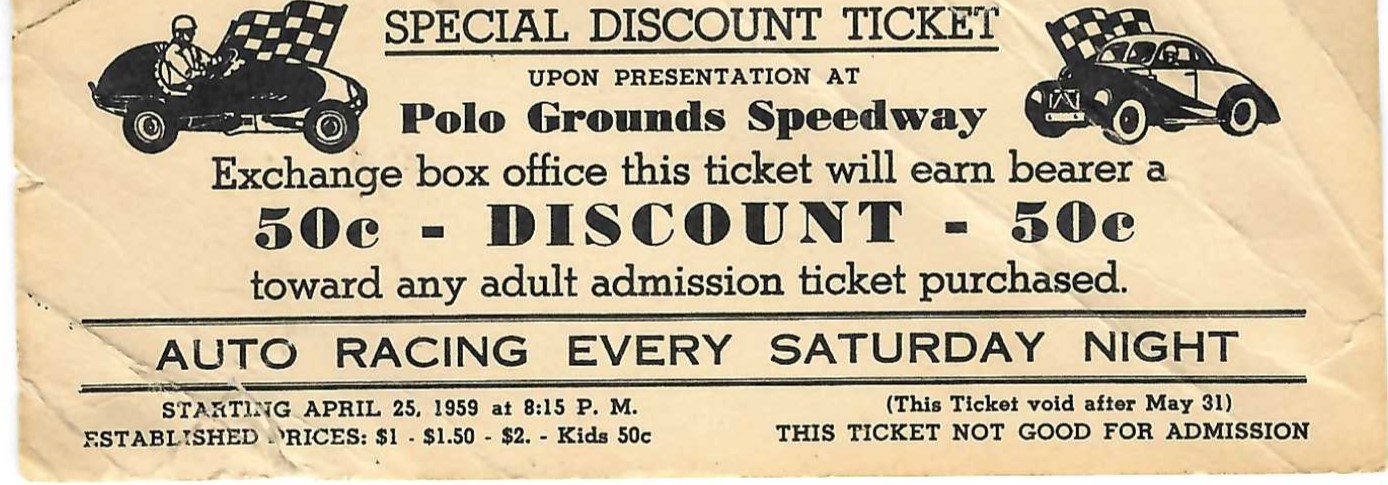 SPECIAL DISCOUNT TICKET
UPON PRESENTATION AT
Polo Grounds Speedway
Exchange box office this ticket will earn bearer a
50c - DISCOUNT - 50c
toward any adult admission ticket purchased.
AUTO RACING EVERY SATURDAY NIGHT
STARTING APRIL 25, 1959 at 8:15 P. M.
ESTABLISHED PRICES: $1 - $1.50 - $2. - Kids 50c
(This Ticket void after May 31)
THIS TICKET NOT GOOD FOR ADMISSION